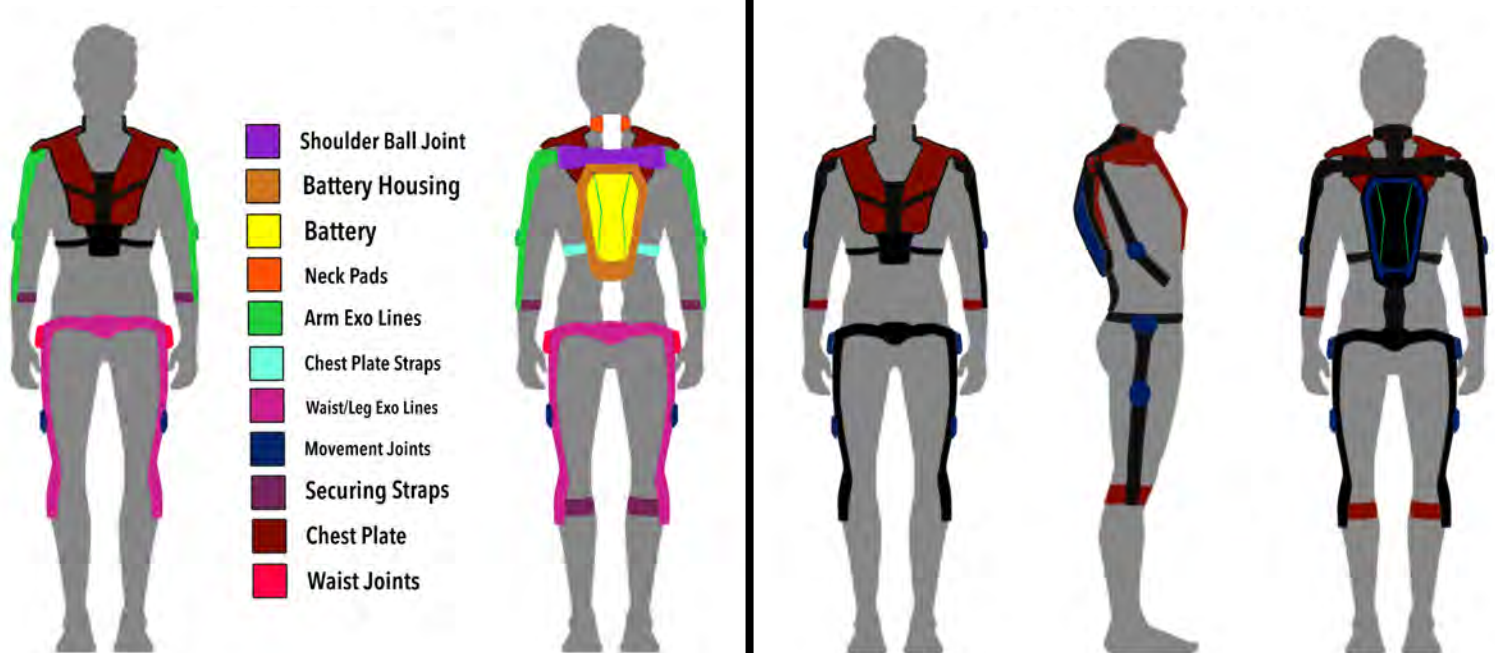 Shoulder Ball Joint
Battery Housing
Battery
Neck Pads
Arm Exo Lines
Chest Plate Straps
Waist/Leg Exo Lines
Movement Joints
Securing Straps
Chest Plate
Waist Joints